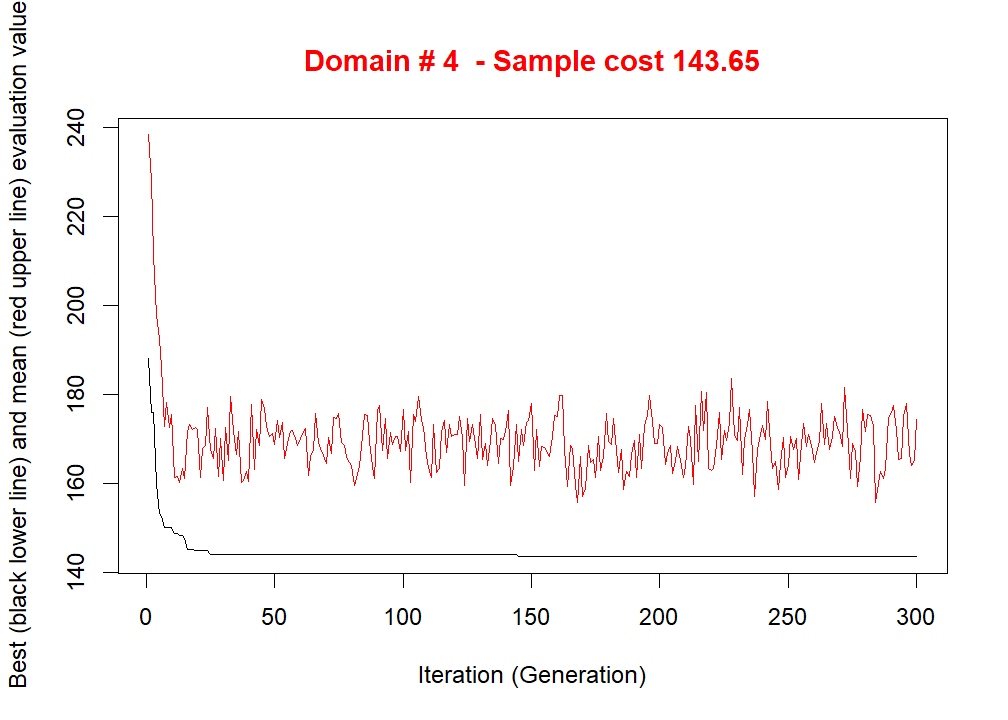 Domain # 4  - Sample cost 143.65
Best (black lower line) and mean (red upper line) evaluation value
240
220
200
180
160
140
0 50 100 150 200 250 300
Iteration (Generation)